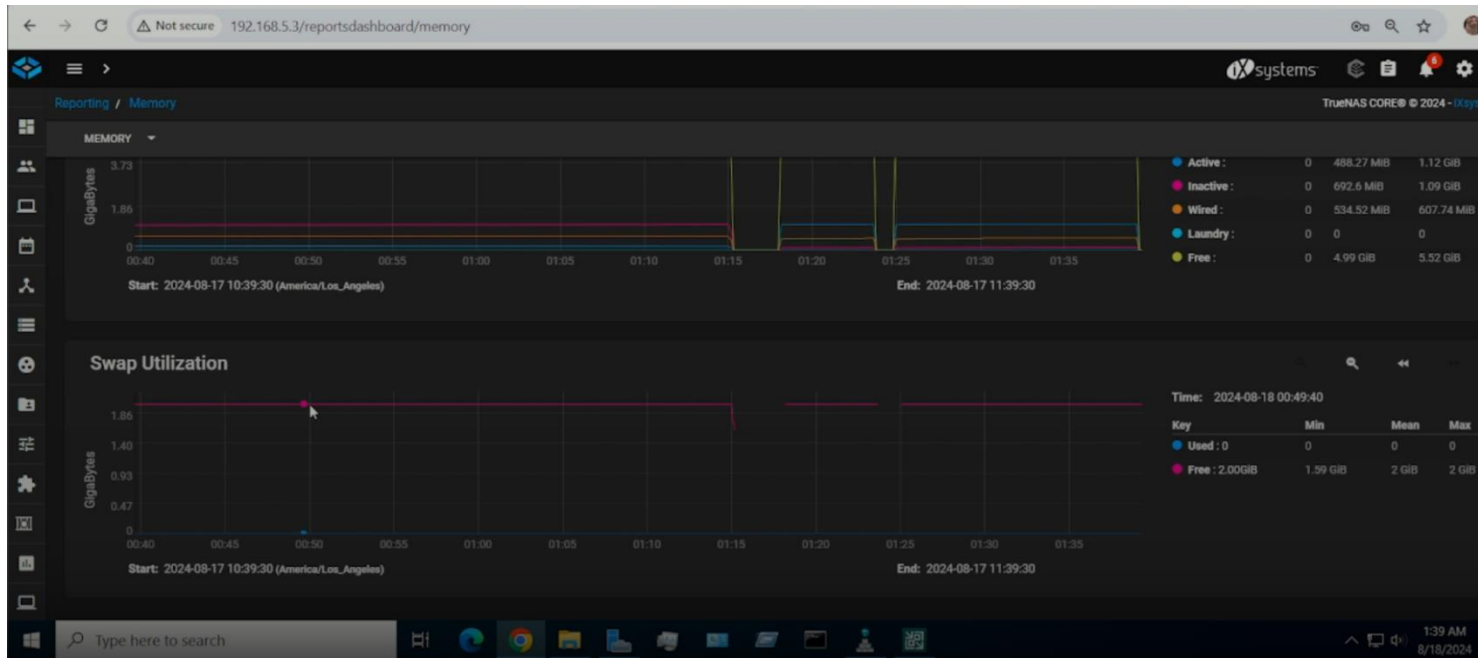 Not secure 192.168.5.3/reportsdashboard/memory
iXsystems 6
Reporting / Memory
TrueNAS CORE® © 2024 - iXsys
MEMORY
GigaBytes
3.73
1.86
0
00:40 00:45 00:50 00:55 01:00 01:05 01:10 01:15 01:20 01:25 01:30 01:35
Start: 2024-08-17 10:39:30 (America/Los_Angeles) End: 2024-08-17 11:39:30
Active : 0 488.27 MiB 1.12 GiB
Inactive : 0 692.6 MiB 1.09 GiB
Wired : 0 534.52 MiB 607.74 MiB
Laundry : 0 0 0
Free : 0 4.99 GiB 5.52 GiB
Swap Utilization
GigaBytes
1.86
1.40
0.93
0.47
0
00:40 00:45 00:50 00:55 01:00 01:05 01:10 01:15 01:20 01:25 01:30 01:35
Start: 2024-08-17 10:39:30 (America/Los_Angeles) End: 2024-08-17 11:39:30
Time: 2024-08-18 00:49:40
Key Min Mean Max
Used : 0 0 0 0
Free : 2.00GiB 1.59 GiB 2 GiB 2 GiB
Type here to search
1:39 AM
8/18/2024